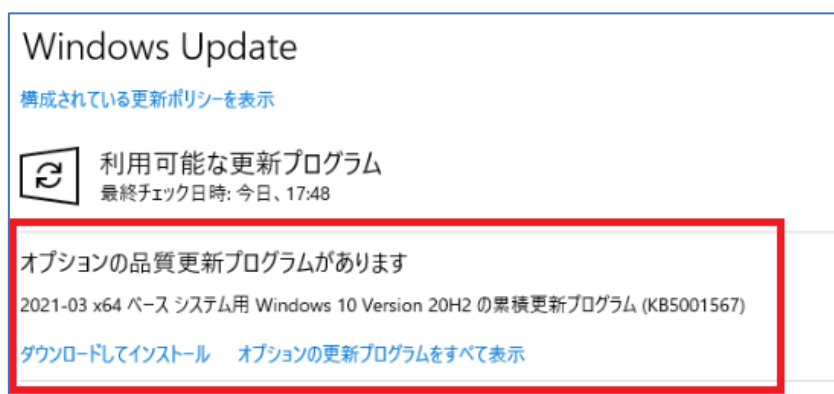 Windows Update
構成されている更新ポリシーを表示
利用可能な更新プログラム
最終チェック日時: 今日、17:48
オプションの品質更新プログラムがあります
2021-03 x64 ベース システム用 Windows 10 Version 20H2 の累積更新プログラム (KB5001567)
ダウンロードしてインストール オプションの更新プログラムをすべて表示